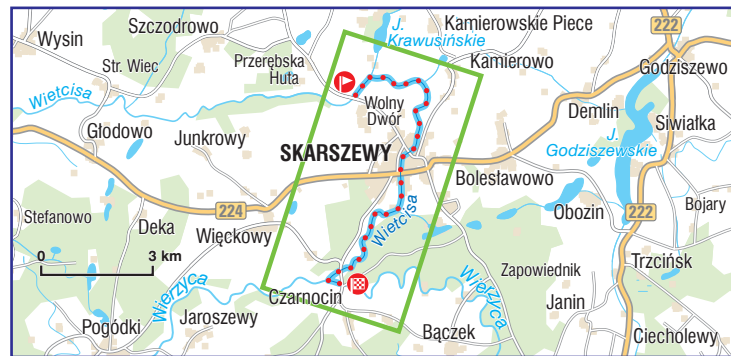 Szczodrowo
J.
Krawusińskie
Kamierowskie Piece
222
Wysin
Str. Wiec
Przerębska
Huta
Kamierowo
Godziszewo
Wietcisa
Wolny
Dwór
Demlin
Głodowo
Junkrowy
J.
Godziszewskie
Siwiałka
SKARSZEWY
Bolesławowo
224
222
Stefanowo
Deka
Więckowy
Wietcisa
Obozin
Bojary
0
3 km
Wierzyca
Czarnocin
Wierzyca
Zapowiednik
Trzcińsk
Pogódki
Jaroszewy
Bączek
Janin
Ciecholewy